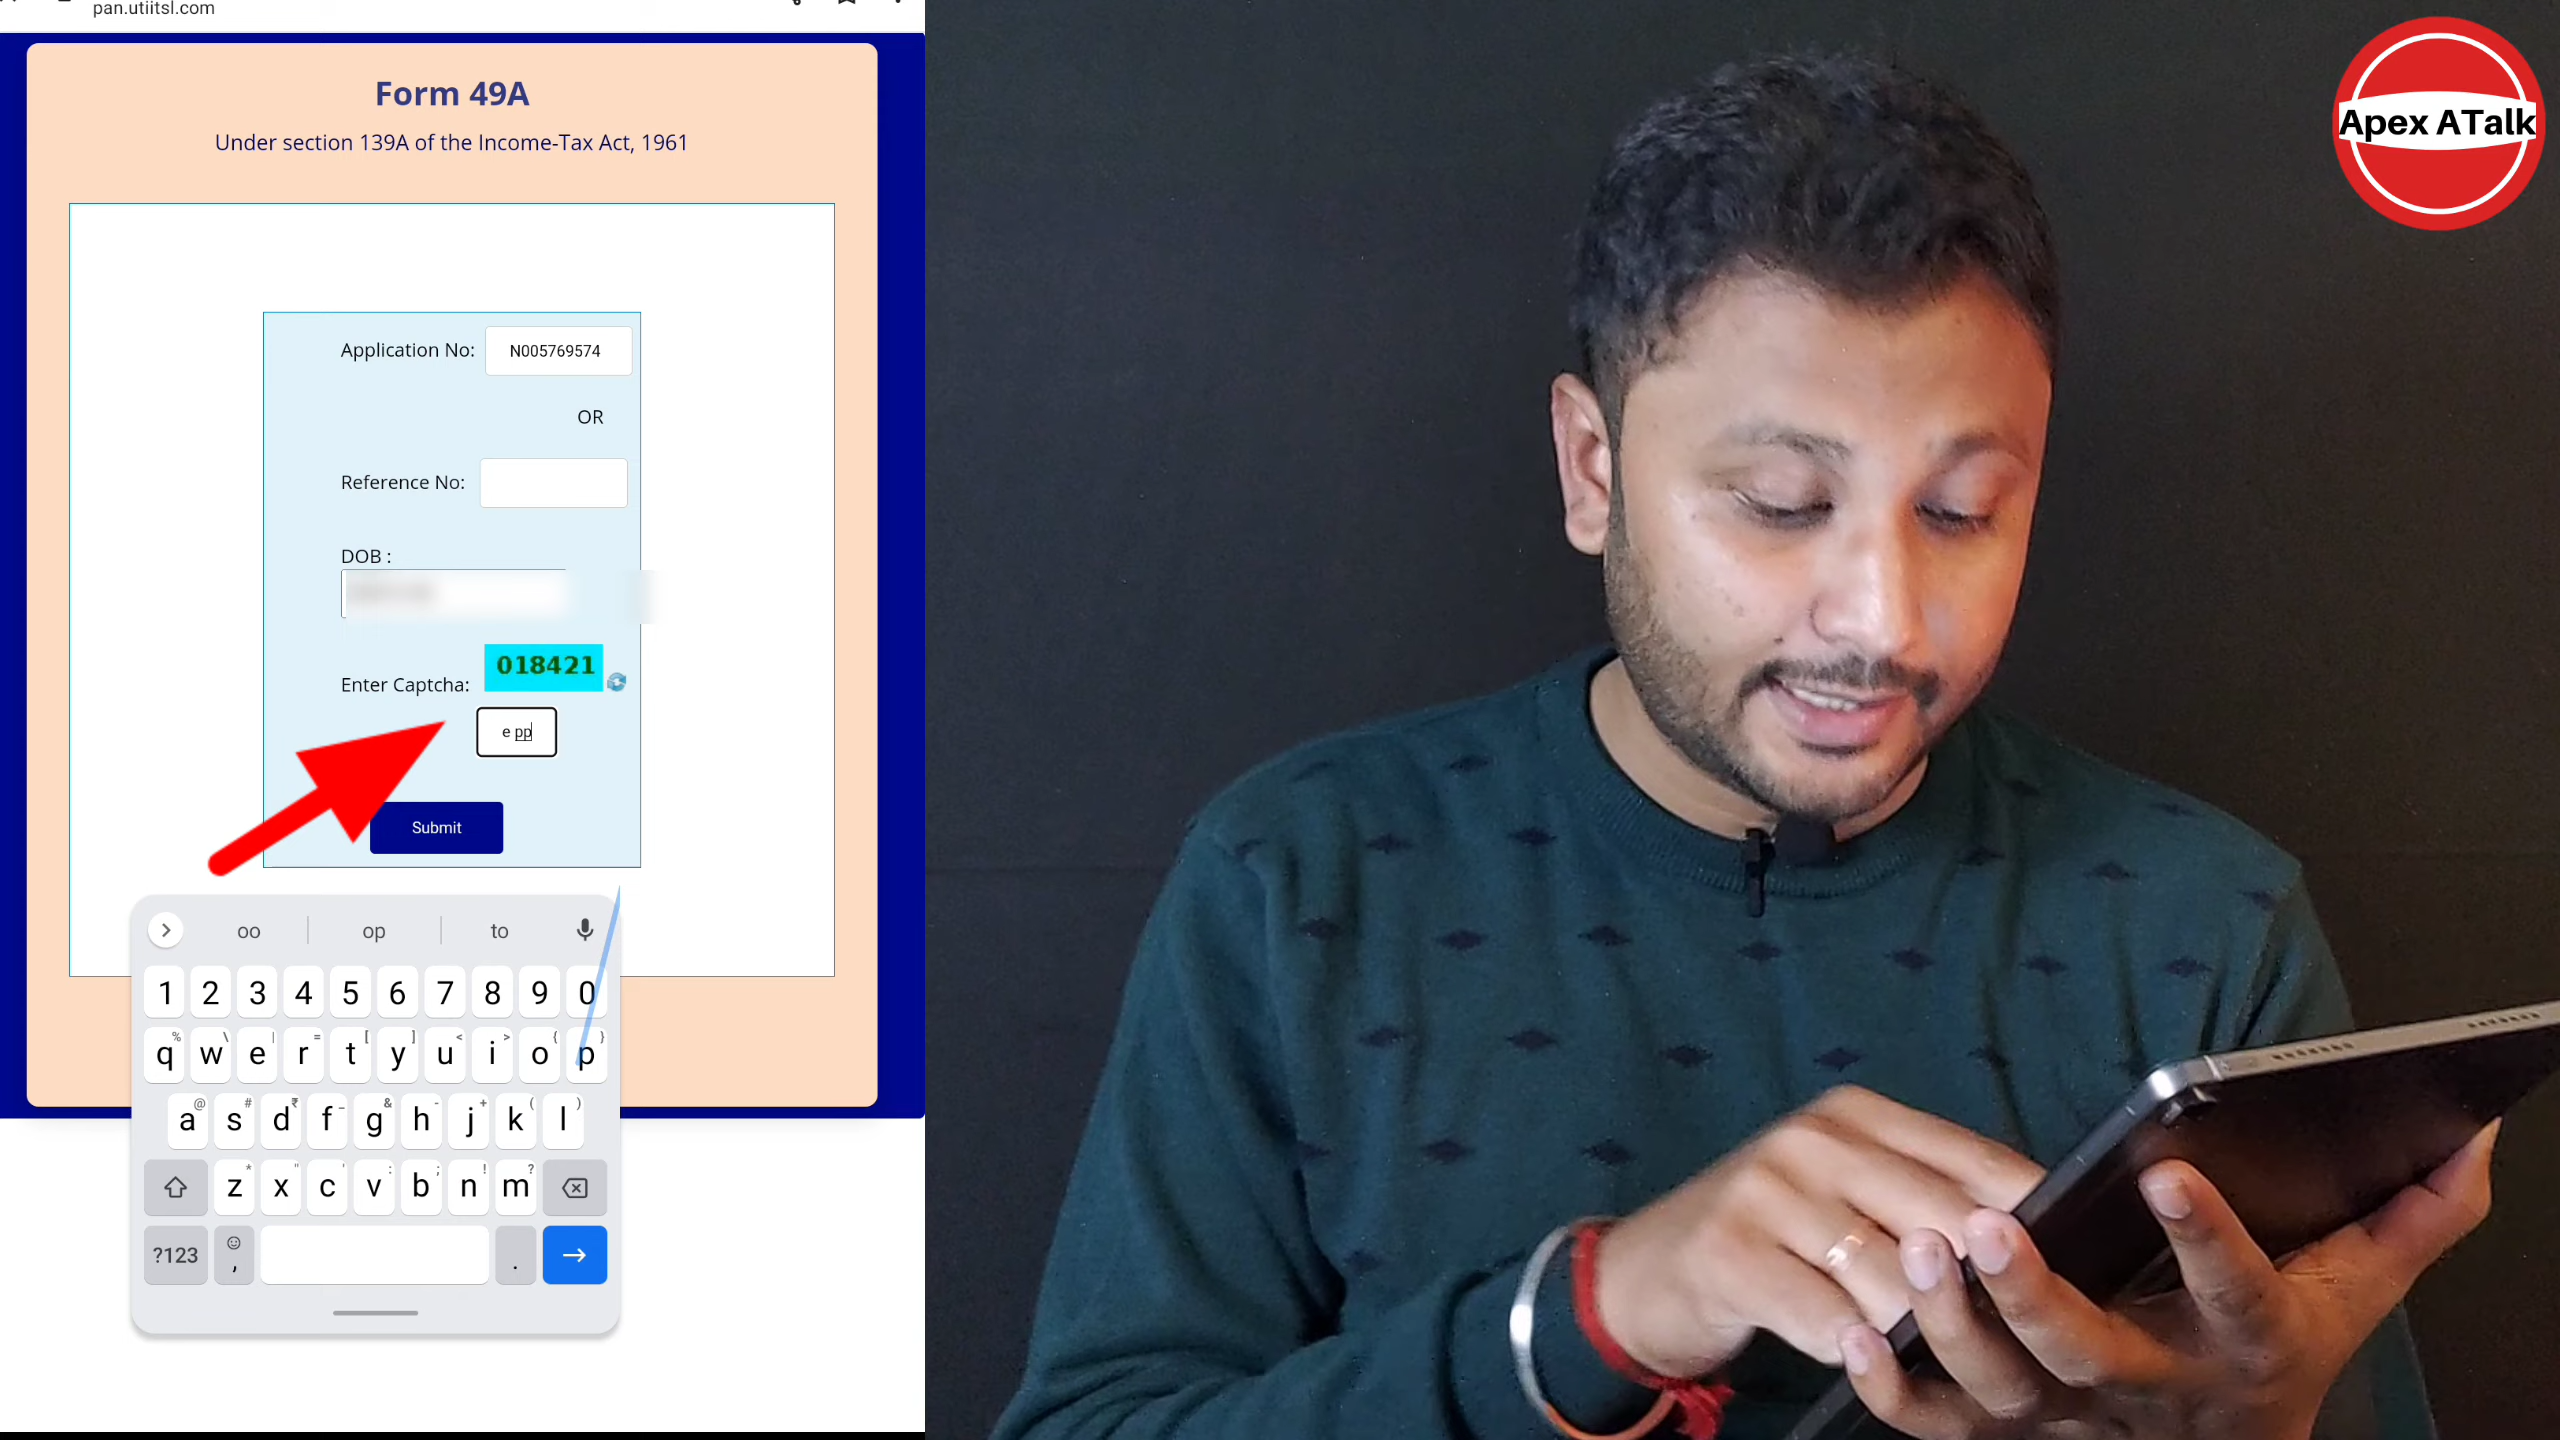 pan.utiitsl.com
Form 49A
Under section 139A of the Income-Tax Act, 1961
Application No: N005769574
OR
Reference No:
DOB :
018421
Enter Captcha:
e pp
Submit
oo op to
1 2 3 4 5 6 7 8 9 0
% \ | = [ ] < > { }
q w e r t y u i o p
@ # ₹ _ & - + ( )
a s d f g h j k l
* " ' : ; ! ?
z x c v b n m
?123 , .
Apex ATalk